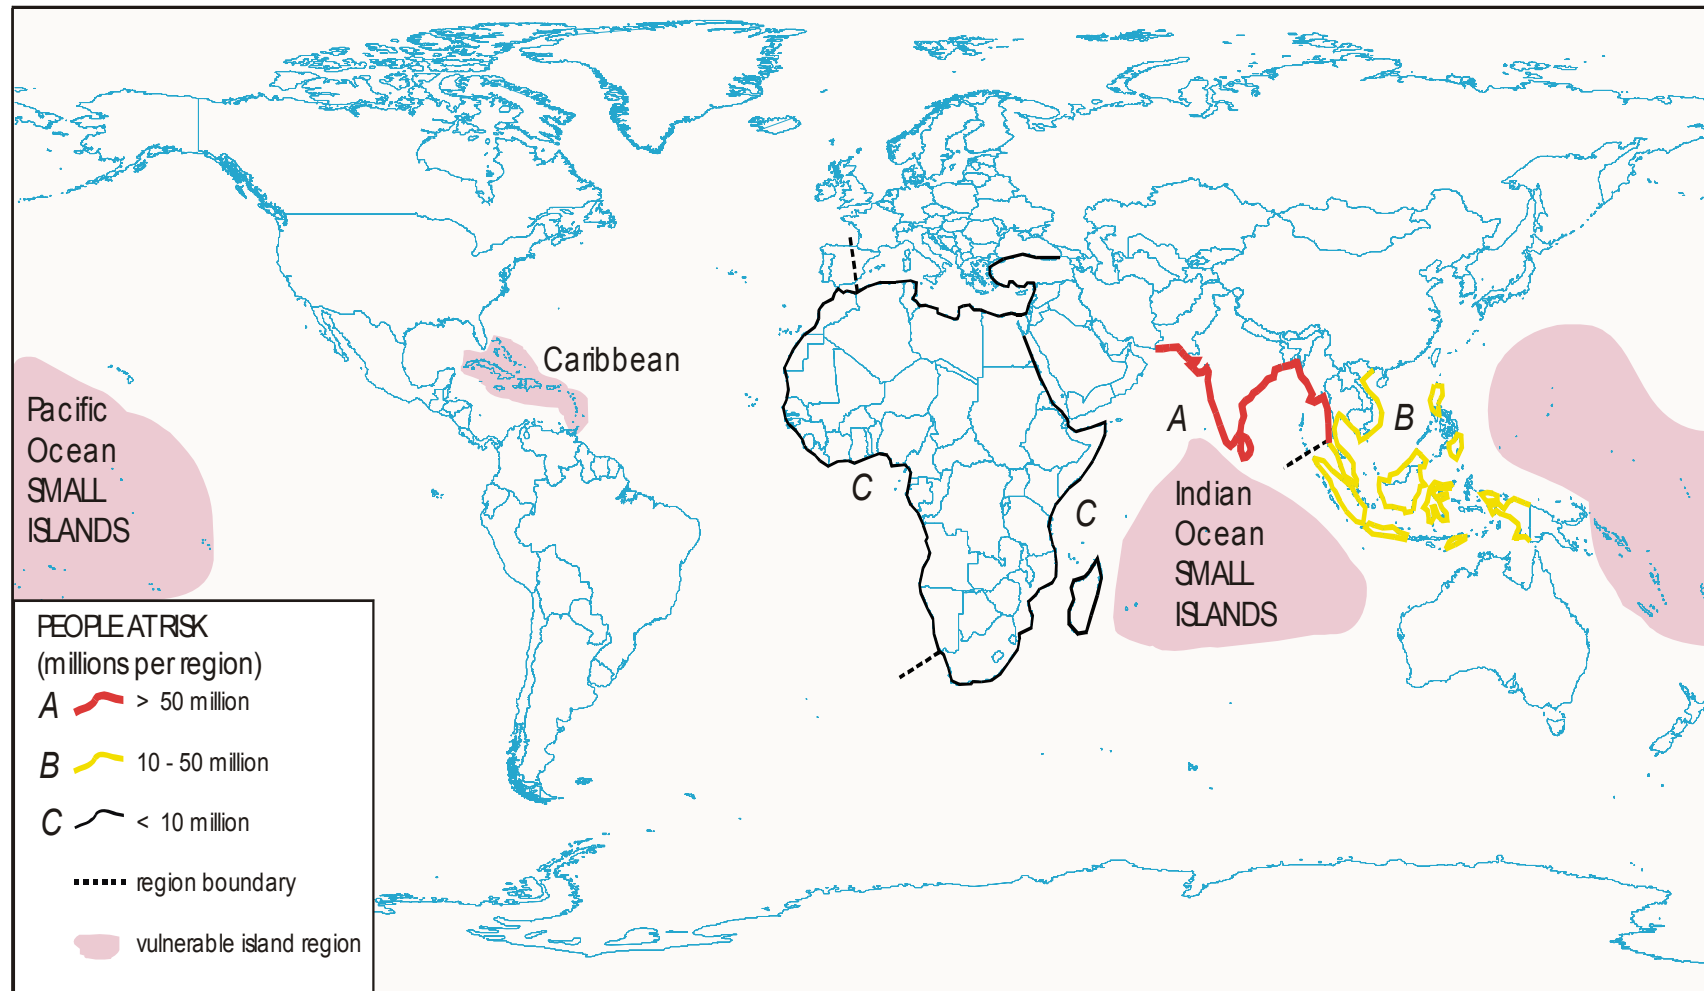 Caribbean
Pacific
Ocean
SMALL
ISLANDS
A
B
C
C
Indian
Ocean
SMALL
ISLANDS
PEOPLE AT RISK
(millions per region)
A > 50 million
B 10 - 50 million
C < 10 million
region boundary
vulnerable island region